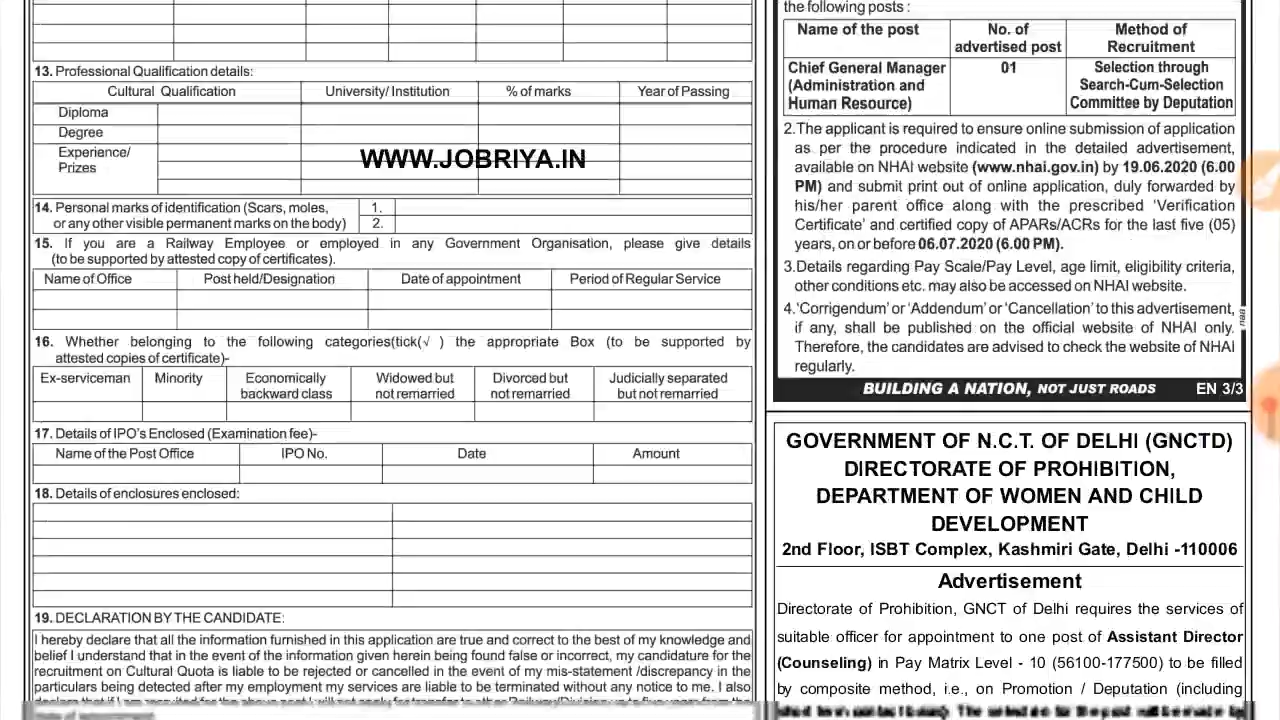 13. Professional Qualification details:
Cultural Qualification University/ Institution % of marks Year of Passing
Diploma
Degree
Experience/
Prizes
WWW.JOBRIYA.IN
14. Personal marks of identification (Scars, moles, 1.
or any other visible permanent marks on the body) 2.
15. If you are a Railway Employee or employed in any Government Organisation, please give details
(to be supported by attested copy of certificates).
Name of Office Post held/Designation Date of appointment Period of Regular Service
16. Whether belonging to the following categories(tick(√ ) the appropriate Box (to be supported by
attested copies of certificate)-
Ex-serviceman Minority Economically backward class Widowed but not remarried Divorced but not remarried Judicially separated but not remarried
17. Details of IPO's Enclosed (Examination fee)-
Name of the Post Office IPO No. Date Amount
18. Details of enclosures enclosed:
19. DECLARATION BY THE CANDIDATE:
I hereby declare that all the information furnished in this application are true and correct to the best of my knowledge and
belief I understand that in the event of the information given herein being found false or incorrect, my candidature for the
recruitment on Cultural Quota is liable to be rejected or cancelled in the event of my mis-statement /discrepancy in the
particulars being detected after my employment my services are liable to be terminated without any notice to me. I also
the following posts :
Name of the post No. of advertised post Method of Recruitment
Chief General Manager (Administration and Human Resource) 01 Selection through Search-Cum-Selection Committee by Deputation
2.The applicant is required to ensure online submission of application
as per the procedure indicated in the detailed advertisement,
available on NHAI website (www.nhai.gov.in) by 19.06.2020 (6.00
PM) and submit print out of online application, duly forwarded by
his/her parent office along with the prescribed 'Verification
Certificate' and certified copy of APARs/ACRs for the last five (05)
years, on or before 06.07.2020 (6.00 PM).
3.Details regarding Pay Scale/Pay Level, age limit, eligibility criteria,
other conditions etc. may also be accessed on NHAI website.
4.'Corrigendum' or 'Addendum' or 'Cancellation' to this advertisement,
if any, shall be published on the official website of NHAI only.
Therefore, the candidates are advised to check the website of NHAI
regularly.
BUILDING A NATION, NOT JUST ROADS EN 3/3
GOVERNMENT OF N.C.T. OF DELHI (GNCTD)
DIRECTORATE OF PROHIBITION,
DEPARTMENT OF WOMEN AND CHILD
DEVELOPMENT
2nd Floor, ISBT Complex, Kashmiri Gate, Delhi -110006
Advertisement
Directorate of Prohibition, GNCT of Delhi requires the services of
suitable officer for appointment to one post of Assistant Director
(Counseling) in Pay Matrix Level - 10 (56100-177500) to be filled
by composite method, i.e., on Promotion / Deputation (including